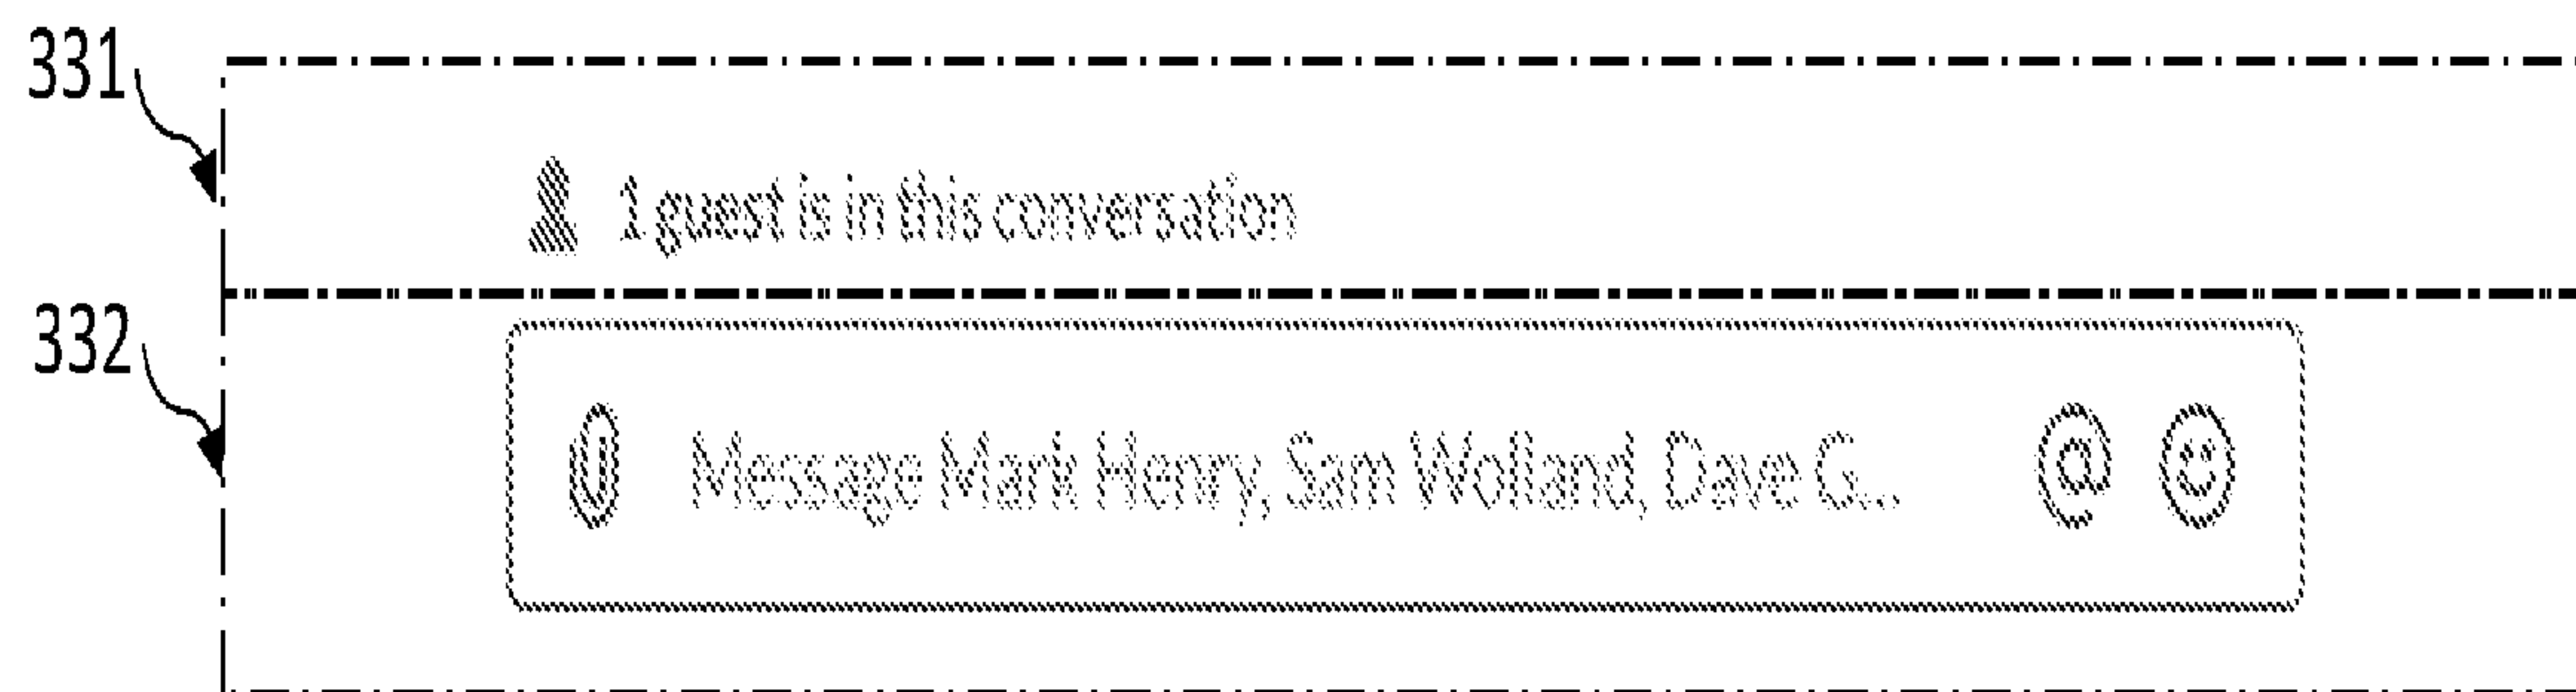 331
1 guest is in this conversation
332
Message Mark Henry, Sam Wolland, Dave G...
@